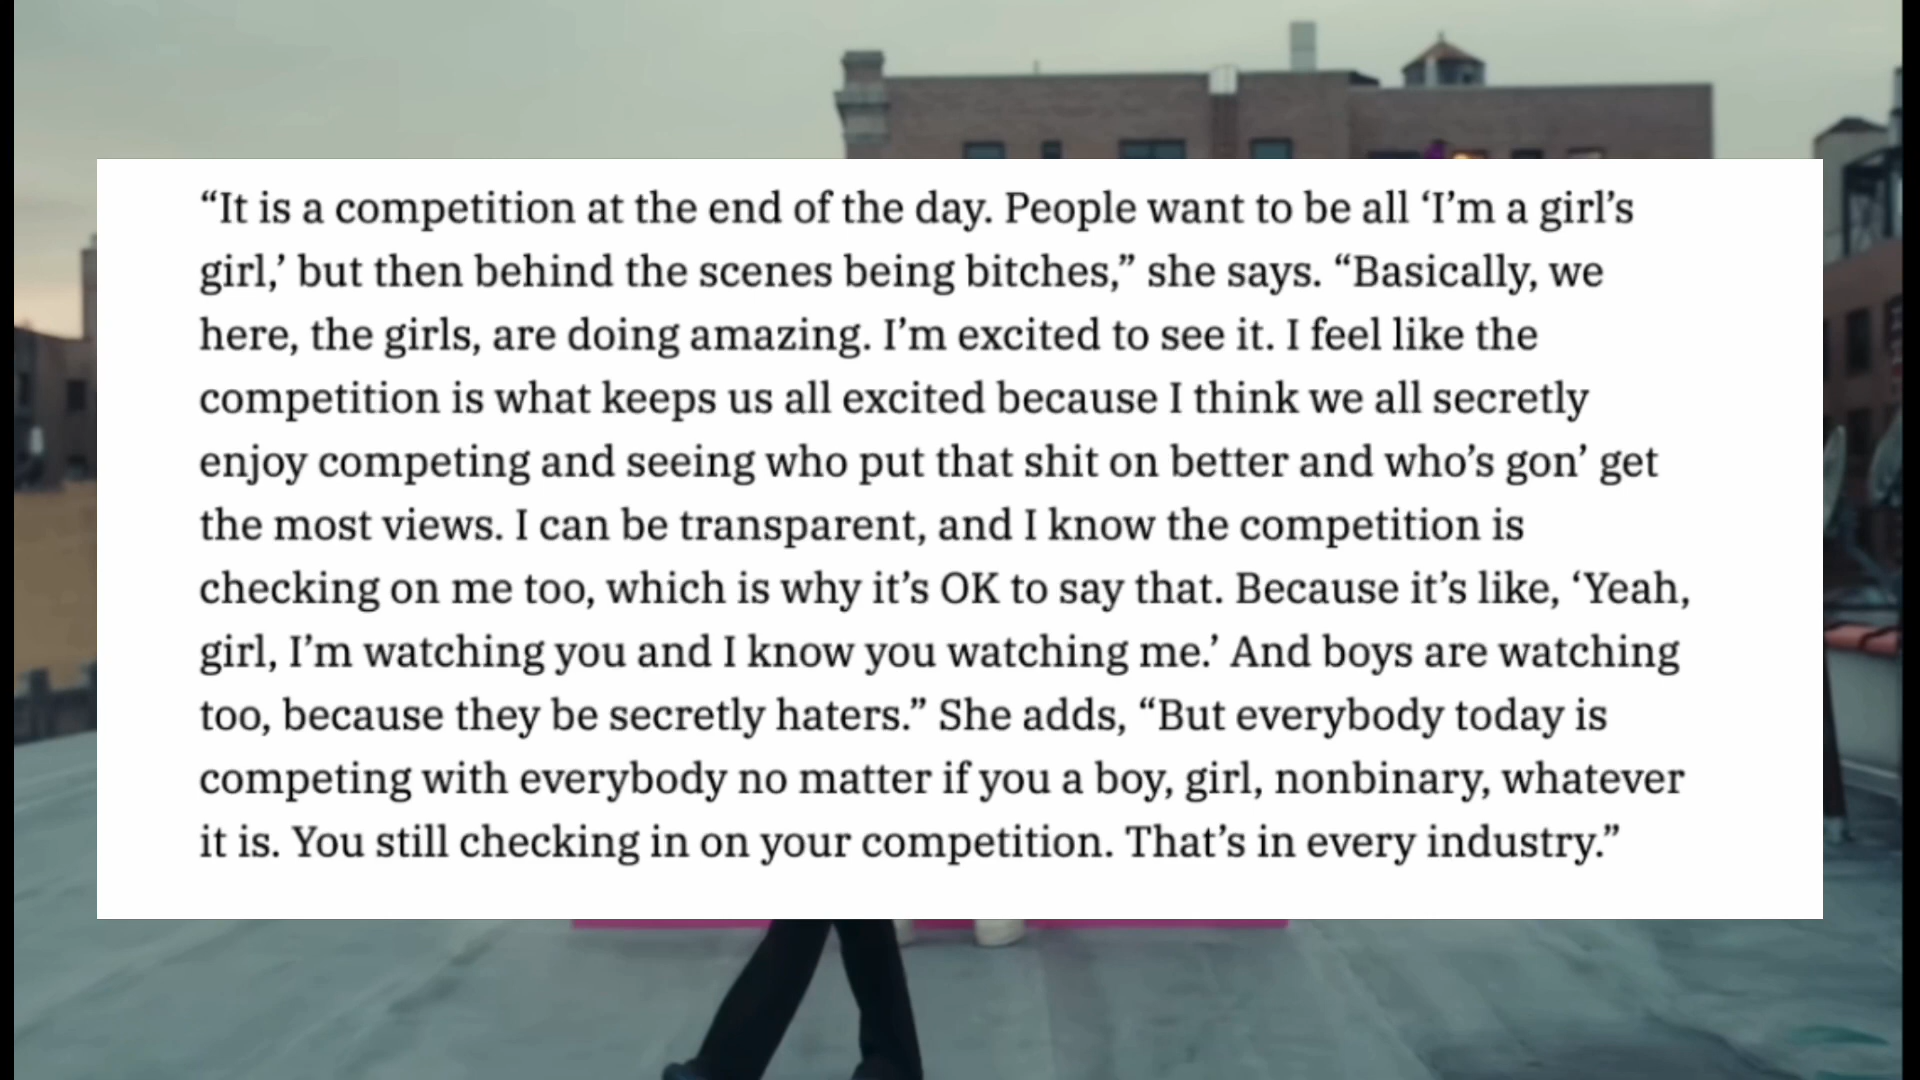 “It is a competition at the end of the day. People want to be all ‘I’m a girl’s
girl,’ but then behind the scenes being bitches,” she says. “Basically, we
here, the girls, are doing amazing. I’m excited to see it. I feel like the
competition is what keeps us all excited because I think we all secretly
enjoy competing and seeing who put that shit on better and who’s gon’ get
the most views. I can be transparent, and I know the competition is
checking on me too, which is why it’s OK to say that. Because it’s like, ‘Yeah,
girl, I’m watching you and I know you watching me.’ And boys are watching
too, because they be secretly haters.” She adds, “But everybody today is
competing with everybody no matter if you a boy, girl, nonbinary, whatever
it is. You still checking in on your competition. That’s in every industry.”